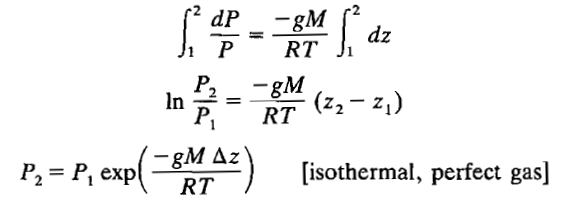 ∫₁² dP/P = -gM/RT ∫₁² dz
ln P₂/P₁ = -gM/RT (z₂ - z₁)
P₂ = P₁ exp(-gM Δz/RT) [isothermal, perfect gas]